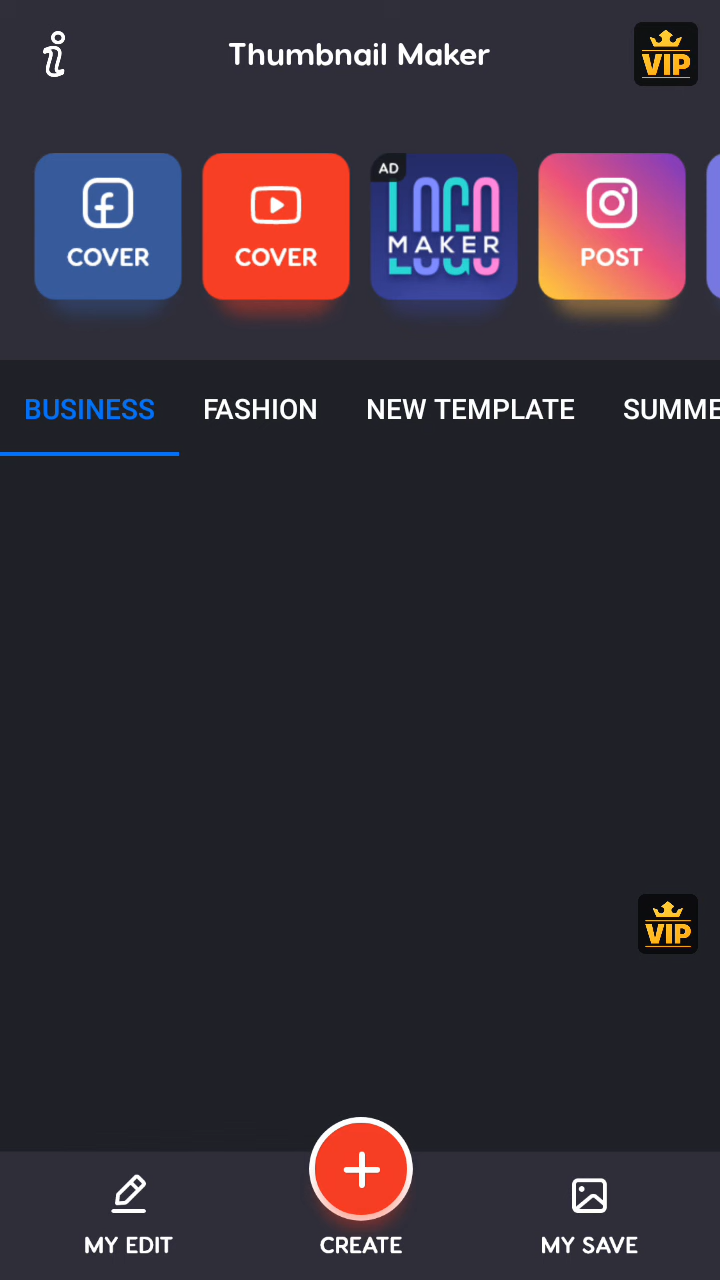 Thumbnail Maker
VIP
COVER
COVER
AD
LOGO
MAKER
POST
BUSINESS
FASHION
NEW TEMPLATE
SUMME
VIP
MY EDIT
CREATE
MY SAVE